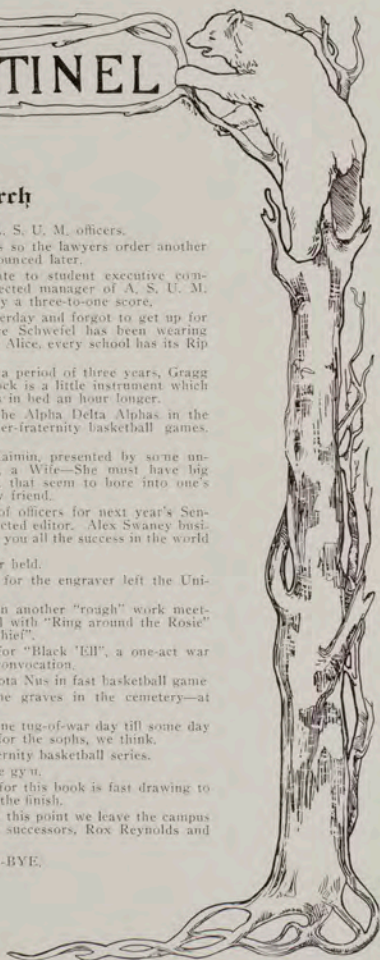 TINEL
rch
. S. U. M. officers.
s so the lawyers order another
ounced later.
ate to student executive com-
ected manager of A. S. U. M.
y a three-to-one score.
erday and forgot to get up for
e Schwefel has been wearing
Alice, every school has its Rip
a period of three years, Gragg
ock is a little instrument which
s in bed an hour longer.
he Alpha Delta Alphas in the
er-fraternity basketball games.
aimin, presented by some un-
a Wife—She must have big
that seem to bore into one's
y friend.
of officers for next year's Sen-
cted editor. Alex Swaney busi-
you all the success in the world
r held.
for the engraver left the Uni-
n another "rough" work meet-
d with "Ring around the Rosie"
hief".
for "Black 'Ell", a one-act war
onvocation.
ota Nus in fast basketball game
he graves in the cemetery—at
ne tug-of-war day till some day
for the sophs, we think.
rnity basketball series.
e gym.
for this book is fast drawing to
the finish.
this point we leave the campus
successors, Rox Reynolds and
-BYE.